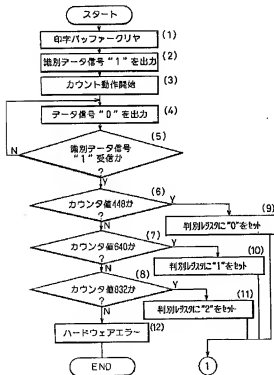 スタート
印字バッファークリヤ (1)
識別データ信号“1”を出力 (2)
カウント動作開始 (3)
データ信号“0”を出力 (4)
(5)
識別データ信号
“1”受信か
?
N
Y
(6)
カウンタ値448か
?
Y
N
(9)
判別レジスタに“0”をセット
(7)
カウンタ値640か
?
Y
N
(10)
判別レジスタに“1”をセット
(8)
カウンタ値832か
?
Y
N
(11)
判別レジスタに“2”をセット
ハードウェアエラー (12)
END
1